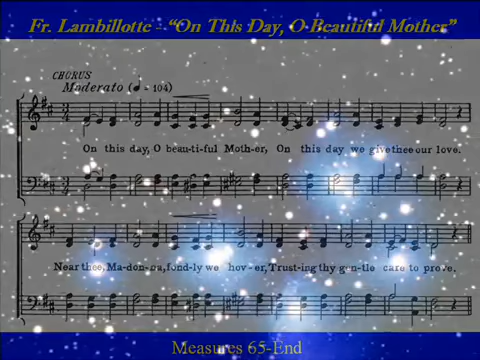 Fr. Lambillotte – “On This Day, O Beautiful Mother”
CHORUS
Moderato (♩ = 104)
On this day, O beau-ti-ful Moth-er, On this day we give thee our love.
Near thee, Ma-don-na, fond-ly we hov-er, Trust-ing thy gen-tle care to prove.
Measures 65-End